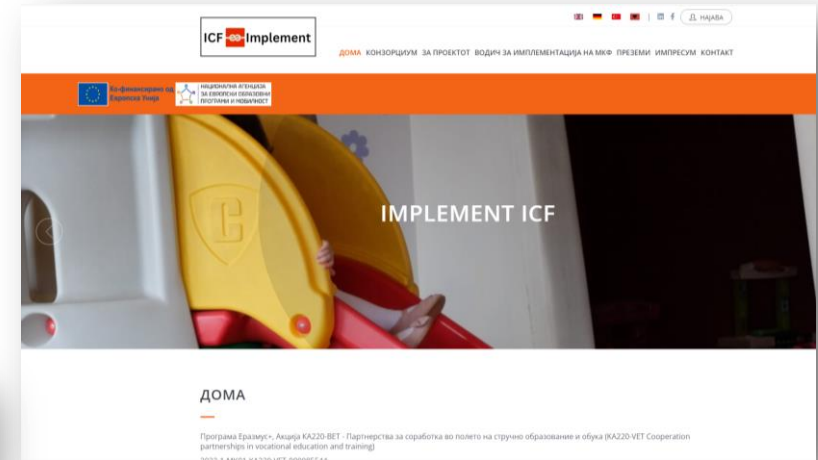 НАЈАВА
ICF Implement
ДОМА КОНЗОРЦИУМ ЗА ПРОЕКТОТ ВОДИЧ ЗА ИМПЛЕМЕНТАЦИЈА НА МКФ ПРЕЗЕМИ ИМПРЕСУМ КОНТАКТ
Ко-финансирано од
Европска Унија
НАЦИОНАЛНА АГЕНЦИЈА
ЗА ЕВРОПСКИ ОБРАЗОВНИ
ПРОГРАМИ И МОБИЛНОСТ
C
IMPLEMENT ICF
ДОМА
Програма Еразмус+, Акција КА220-ВЕТ - Партнерства за соработка во полето на стручно образование и обука (KA220-VET Cooperation
partnerships in vocational education and training)